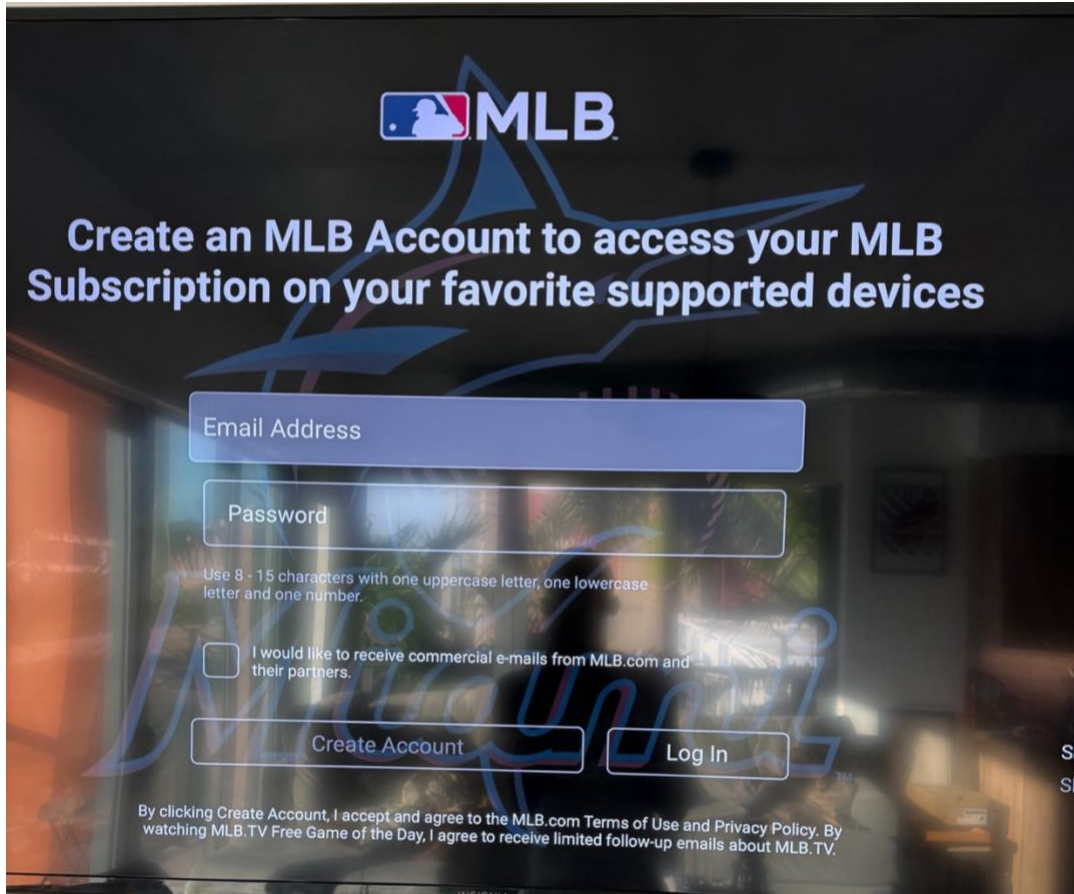 MLB
Create an MLB Account to access your MLB
Subscription on your favorite supported devices
Email Address
Password
Use 8 - 15 characters with one uppercase letter, one lowercase
letter and one number.
I would like to receive commercial e-mails from MLB.com and
their partners.
Miami
Create Account
Log In
TM
By clicking Create Account, I accept and agree to the MLB.com Terms of Use and Privacy Policy. By
watching MLB.TV Free Game of the Day, I agree to receive limited follow-up emails about MLB.TV.